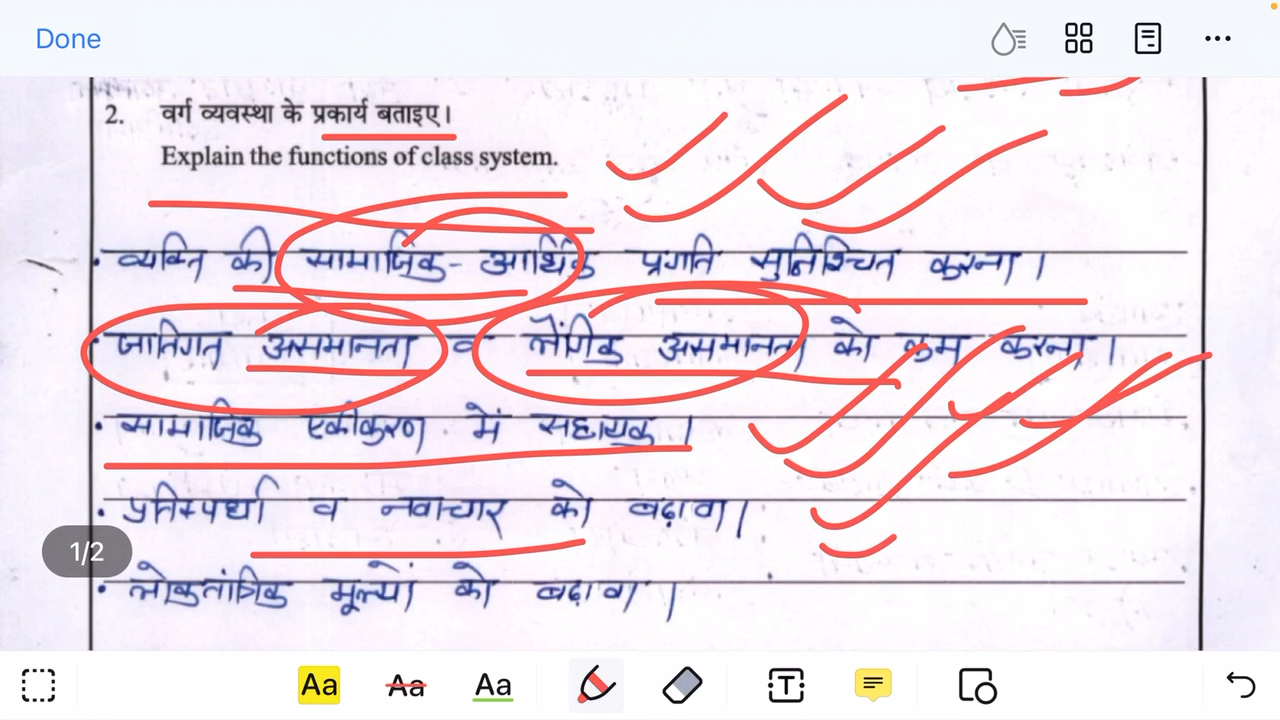 Done
2. वर्ग व्यवस्था के प्रकार्य बताइए।
Explain the functions of class system.
• व्यक्ति की सामाजिक - आर्थिक प्रगति सुनिश्चित करना।
• जातिगत असमानता व लैंगिक असमानता को कम करना।
• सामाजिक एकीकरण में सहायक।
• प्रतिस्पर्धा व नवाचार को बढ़ावा।
1/2
• लोकतांत्रिक मूल्यों को बढ़ावा।
Aa Aa Aa T